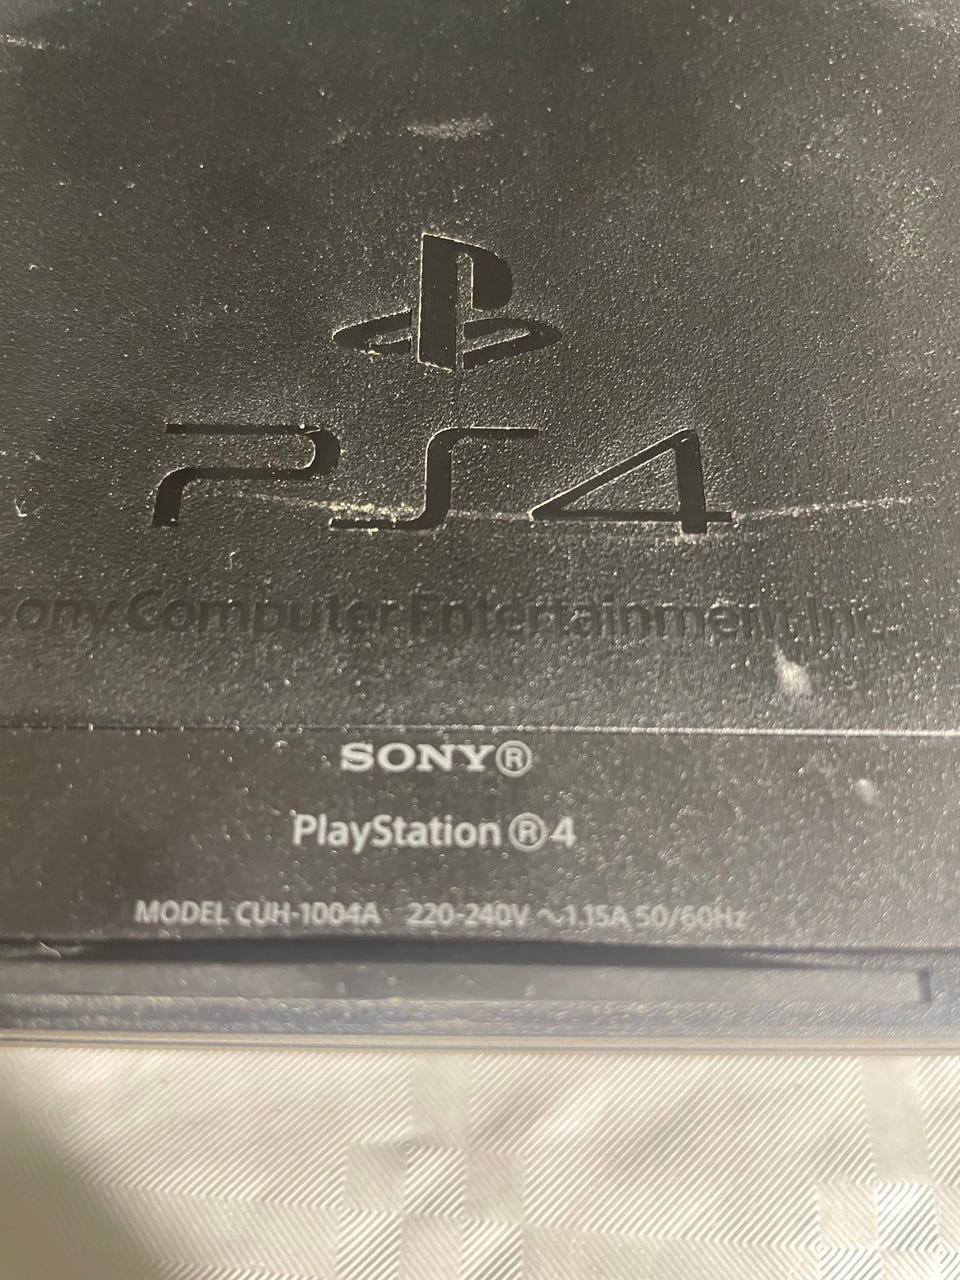 PS4
Sony Computer Entertainment Inc.
SONY®
PlayStation ® 4
MODEL CUH-1004A 220-240V ~ 1.15A 50/60Hz